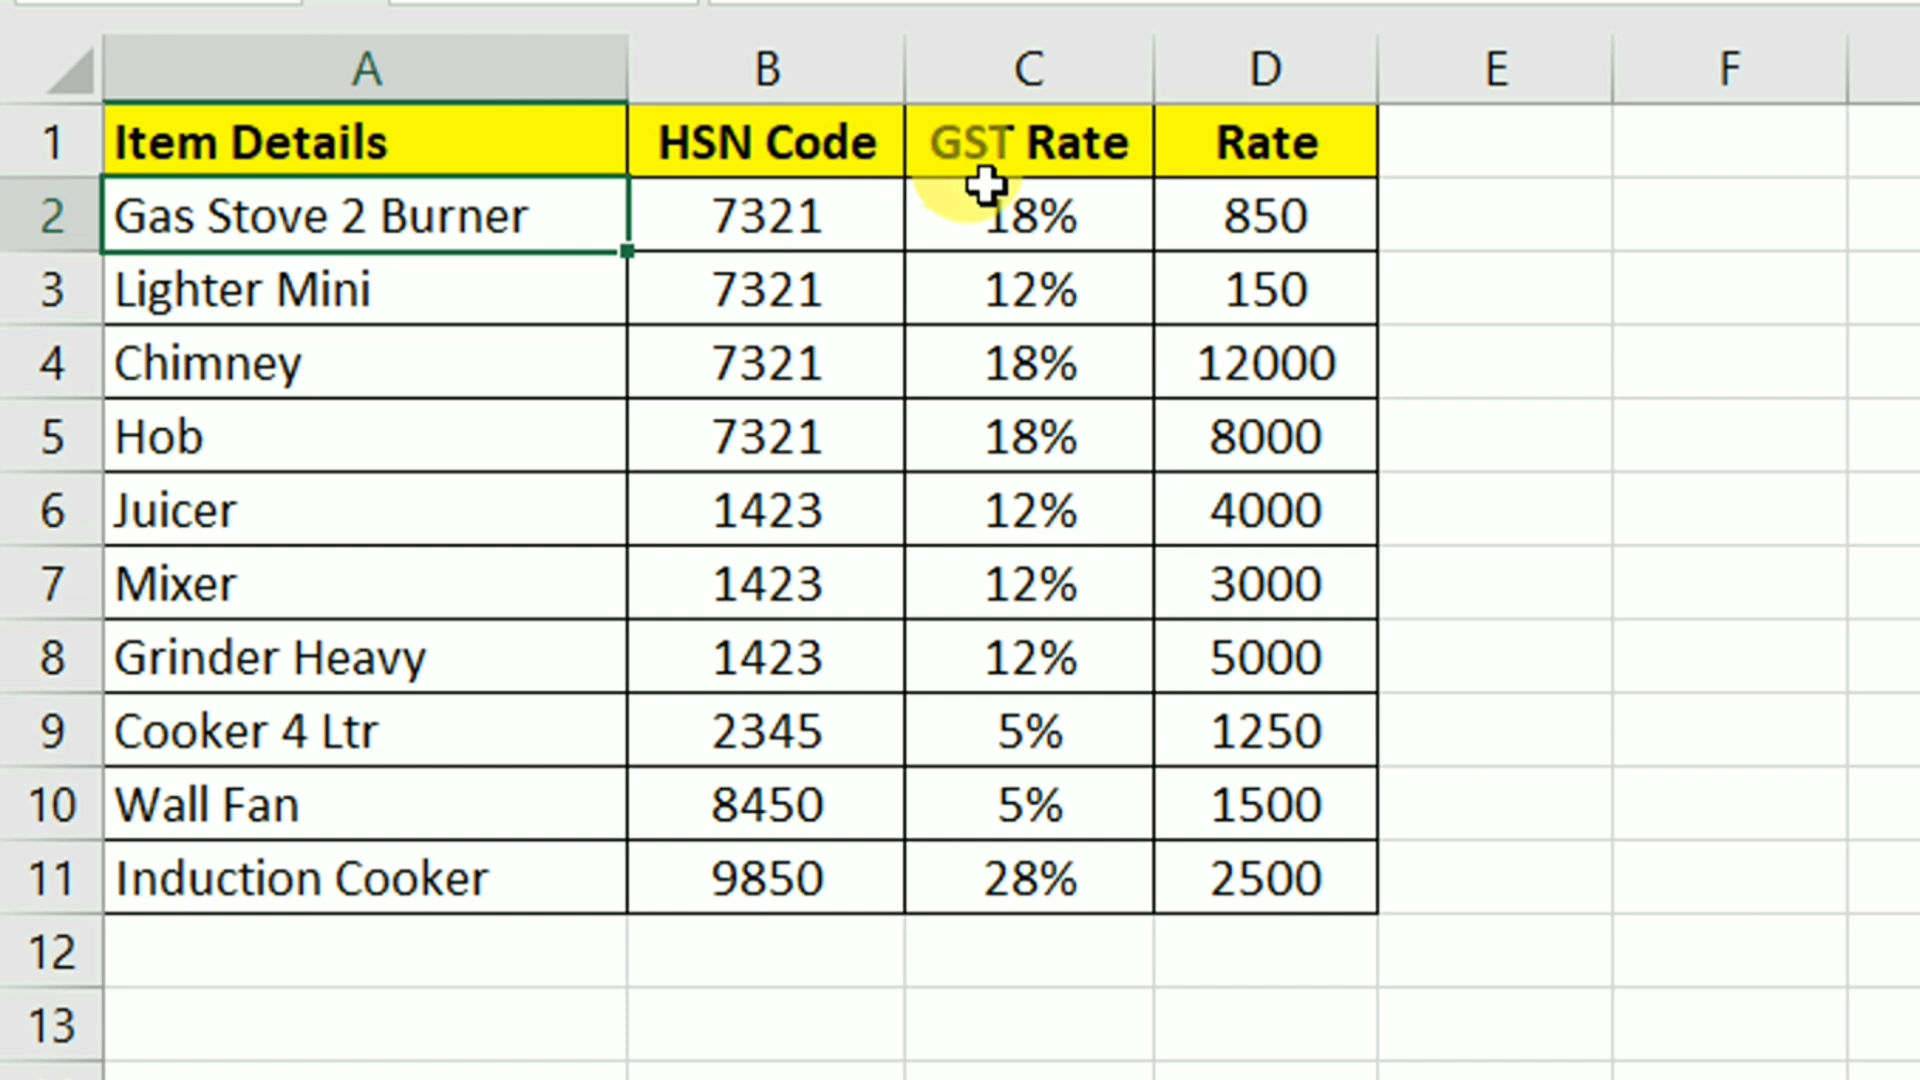 A B C D E F
1 Item Details HSN Code GST Rate Rate
2 Gas Stove 2 Burner 7321 18% 850
3 Lighter Mini 7321 12% 150
4 Chimney 7321 18% 12000
5 Hob 7321 18% 8000
6 Juicer 1423 12% 4000
7 Mixer 1423 12% 3000
8 Grinder Heavy 1423 12% 5000
9 Cooker 4 Ltr 2345 5% 1250
10 Wall Fan 8450 5% 1500
11 Induction Cooker 9850 28% 2500
12
13